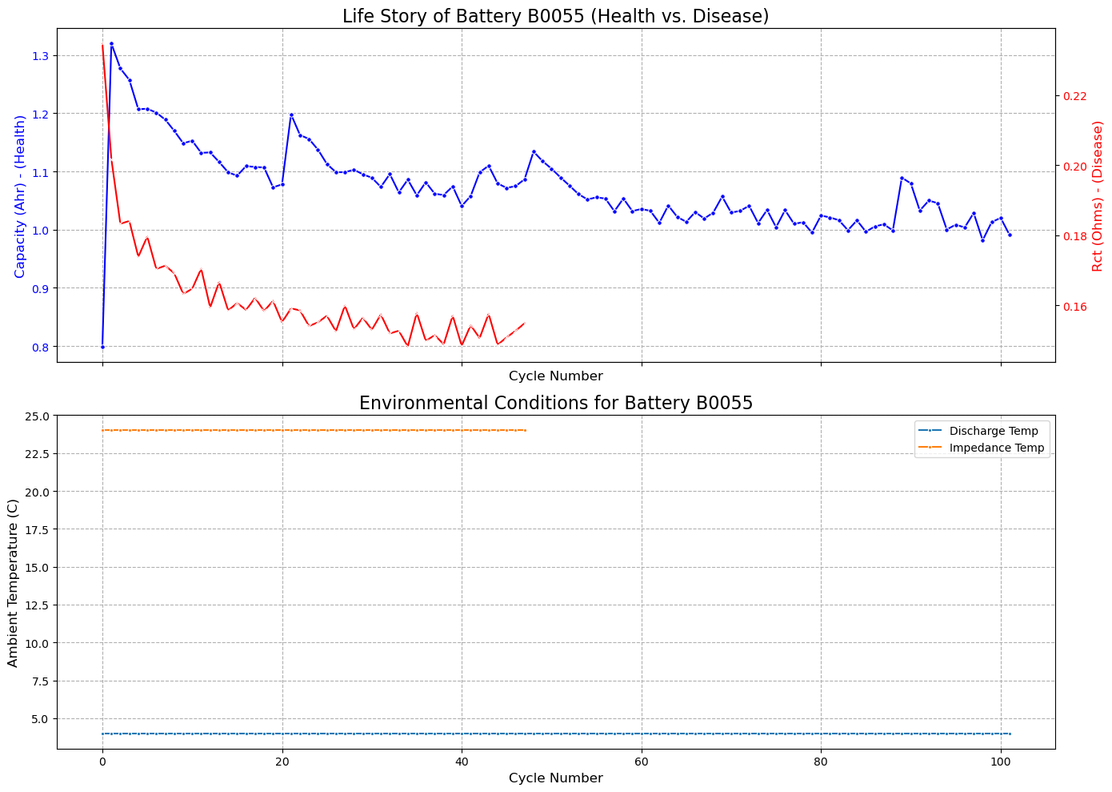 Life Story of Battery B0055 (Health vs. Disease)
1.3
1.2
1.1
1.0
0.9
0.8
Capacity (Ahr) - (Health)
0.22
0.20
0.18
0.16
Rct (Ohms) - (Disease)
Cycle Number
Environmental Conditions for Battery B0055
25.0
22.5
20.0
17.5
15.0
12.5
10.0
7.5
5.0
Ambient Temperature (C)
Discharge Temp
Impedance Temp
0 20 40 60 80 100
Cycle Number